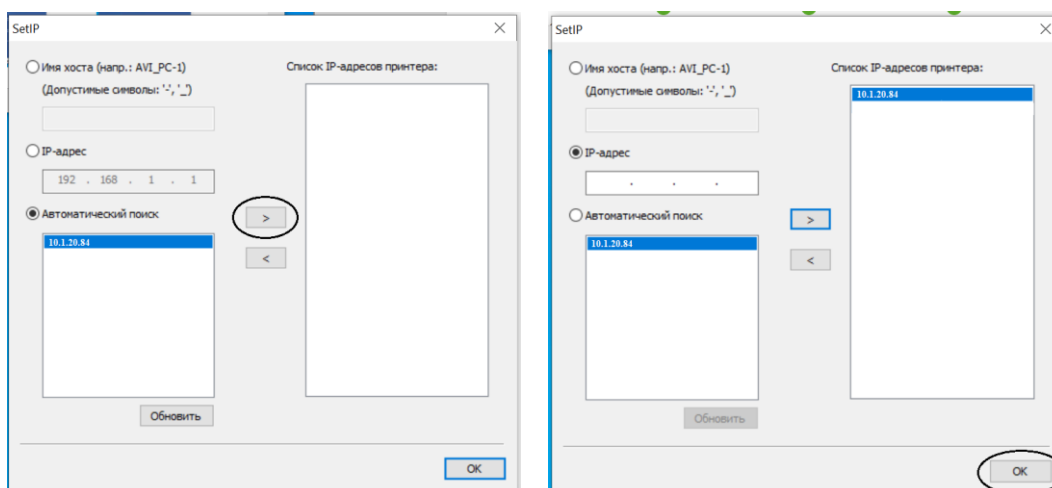 SetIP
Имя хоста (напр.: AVI_PC-1)
(Допустимые символы: '-', '_')
IP-адрес
192 . 168 . 1 . 1
Автоматический поиск
10.1.20.84
Обновить
>
<
Список IP-адресов принтера:
OK
SetIP
Имя хоста (напр.: AVI_PC-1)
(Допустимые символы: '-', '_')
IP-адрес
. . .
Автоматический поиск
10.1.20.84
Обновить
>
<
Список IP-адресов принтера:
10.1.20.84
OK